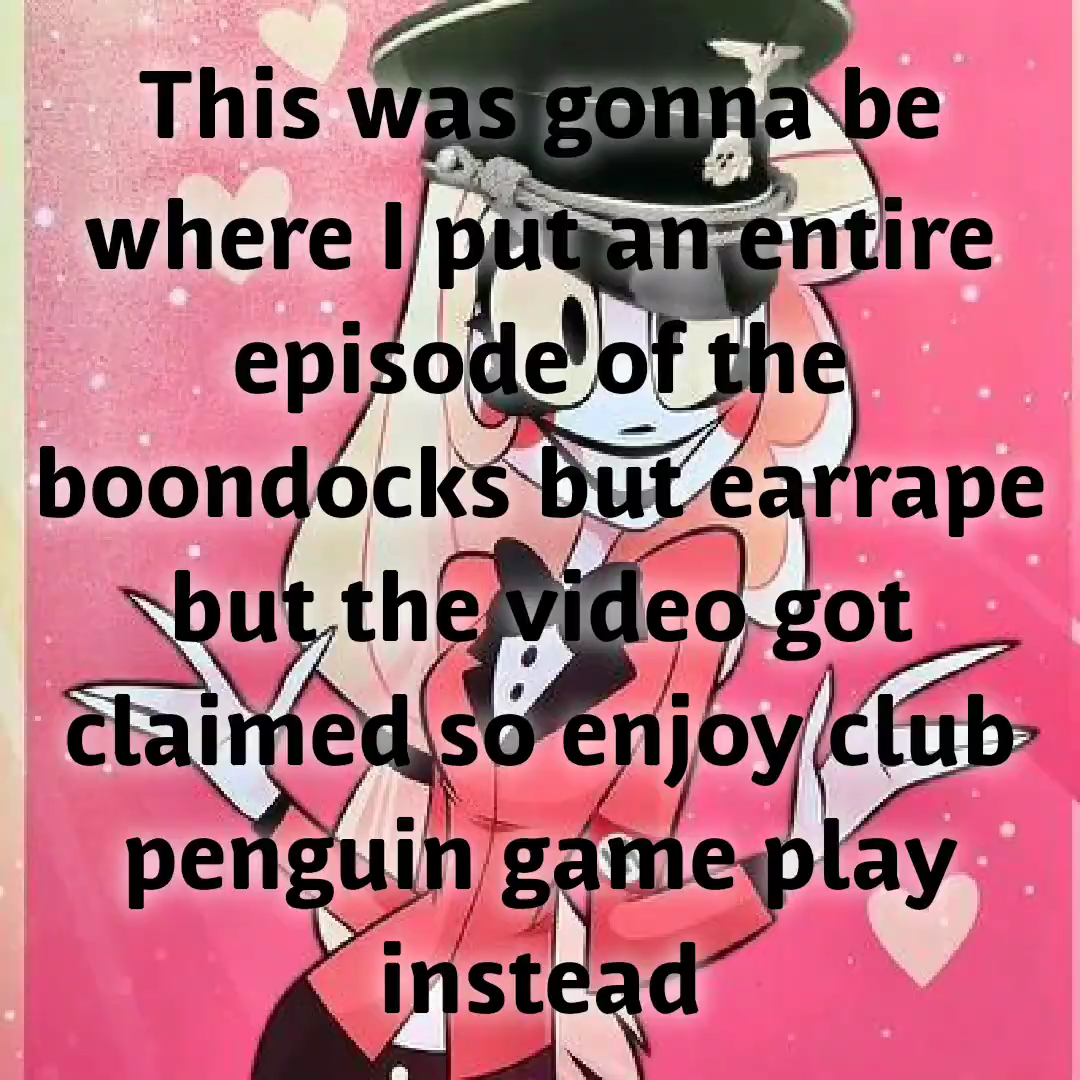 This was gonna be
where I put an entire
episode of the
boondocks but earrape
but the video got
claimed so enjoy club
penguin game play
instead